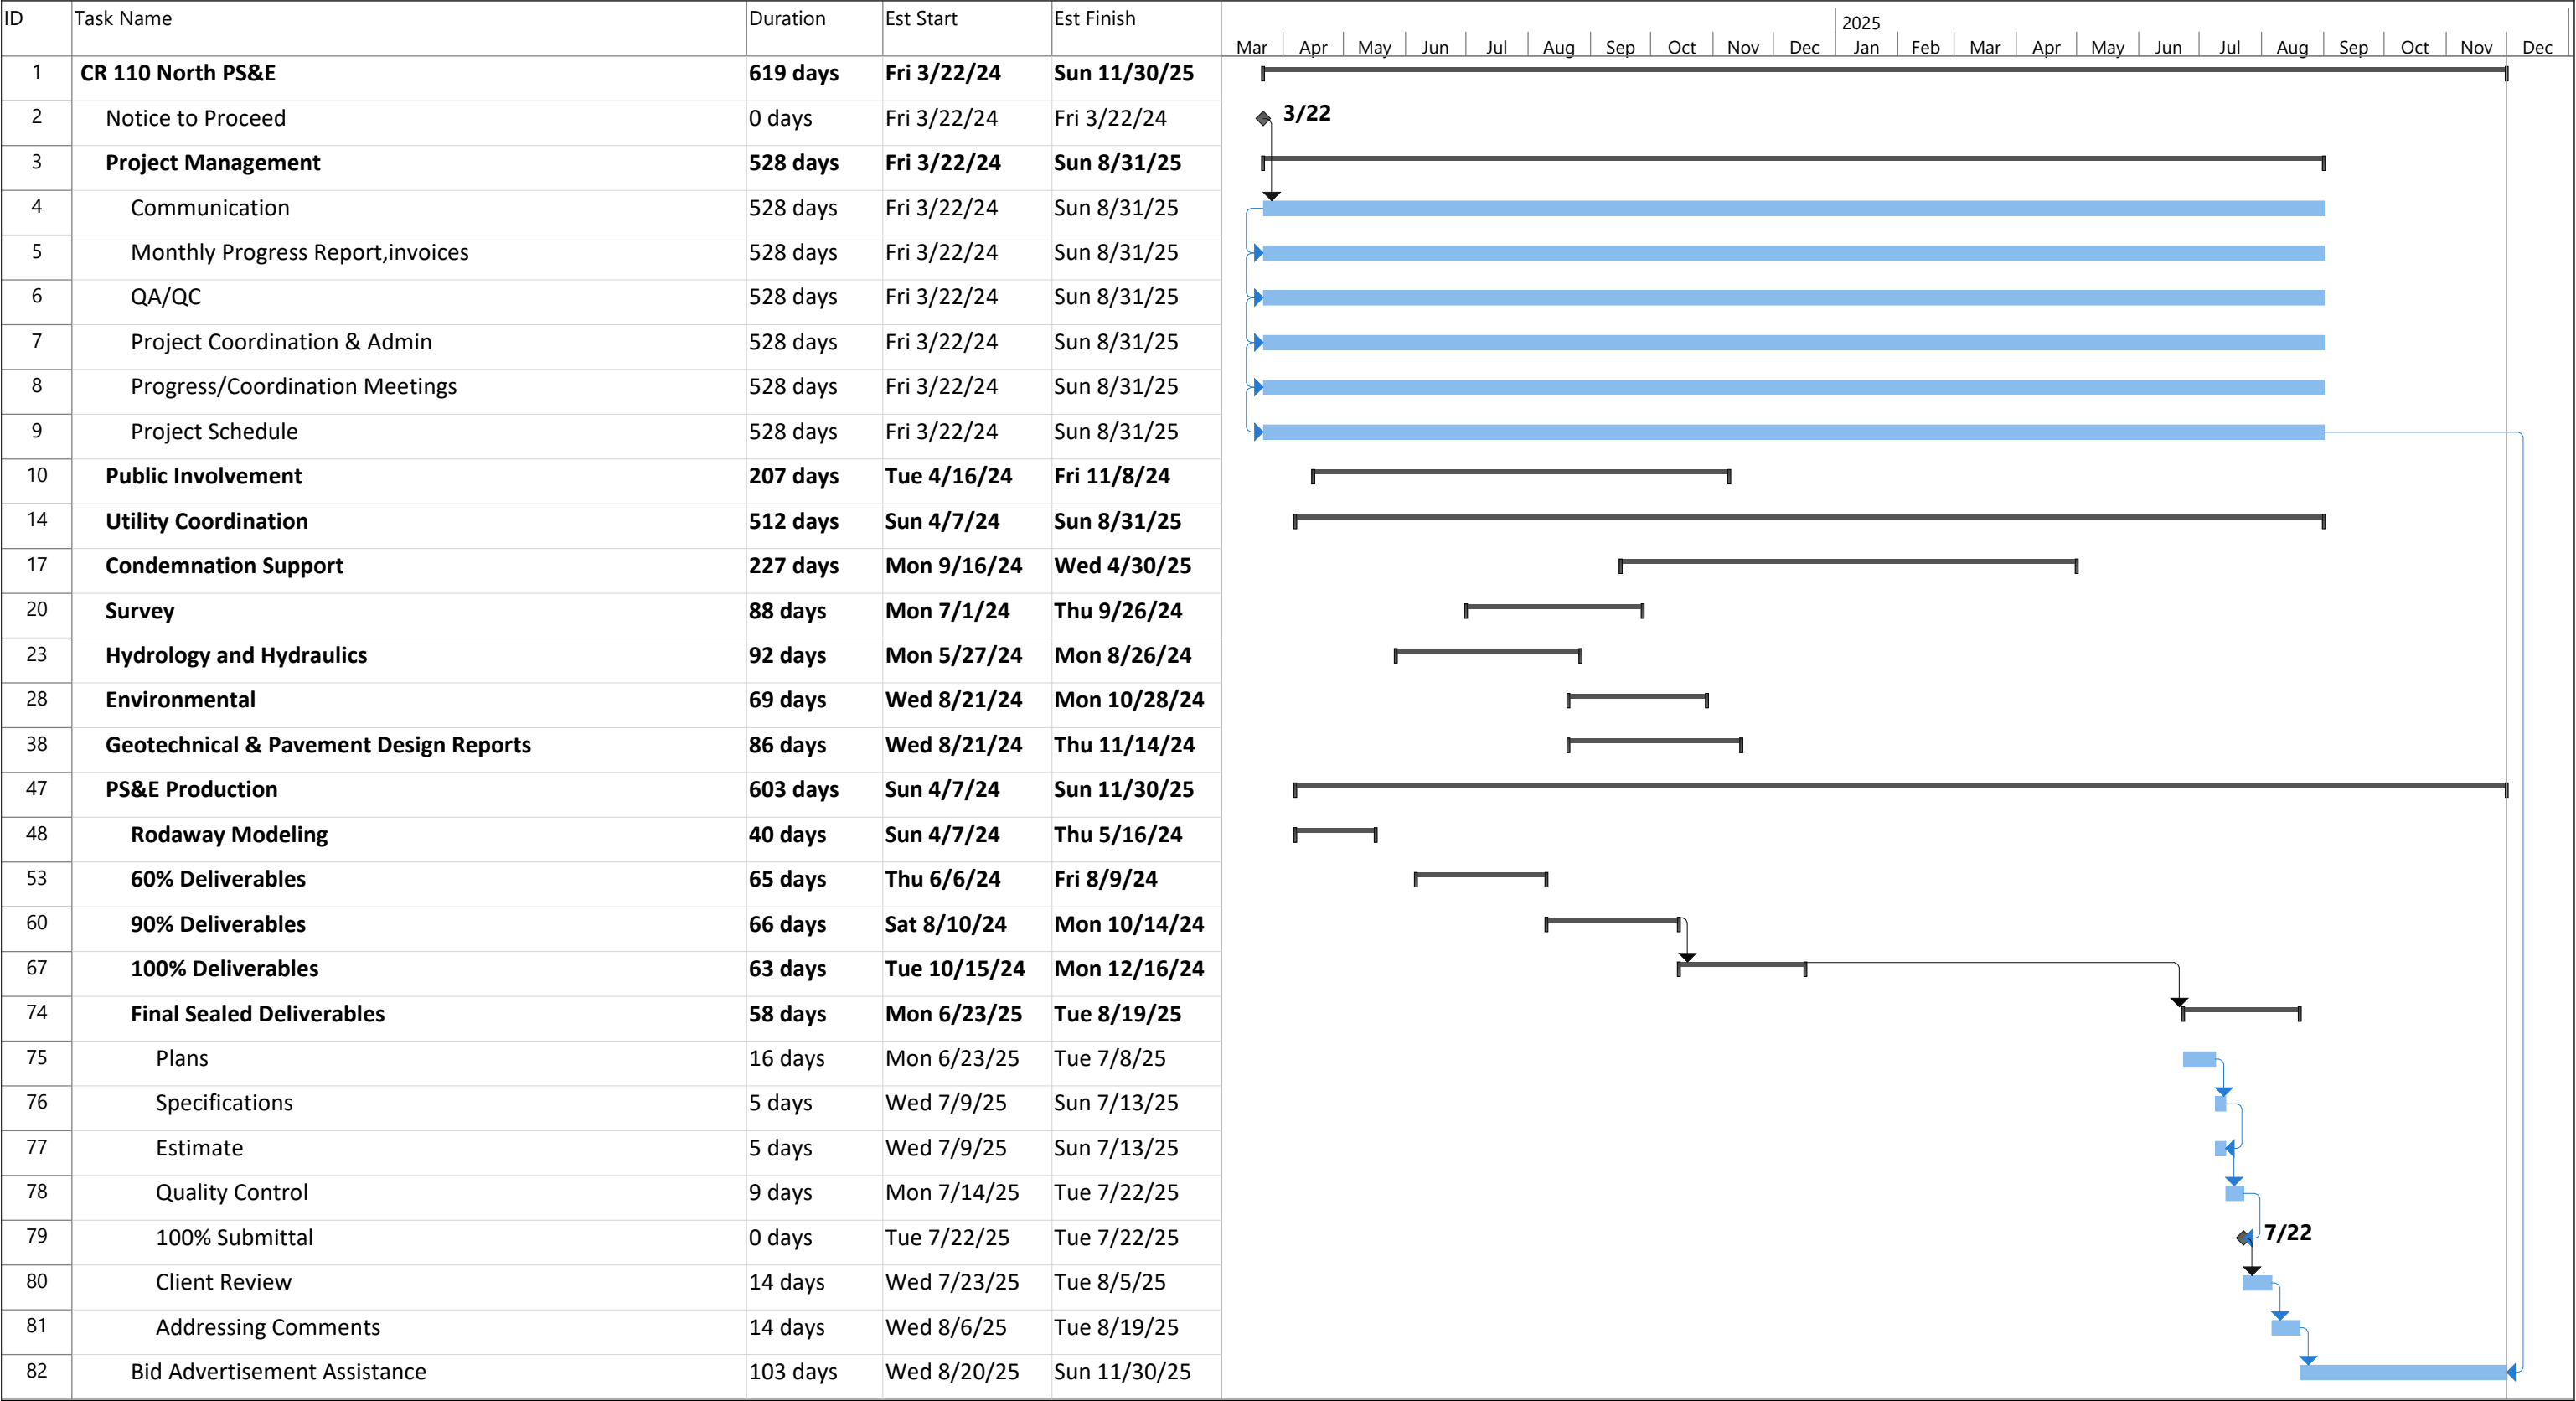 ID Task Name Duration Est Start Est Finish 2025
Mar Apr May Jun Jul Aug Sep Oct Nov Dec Jan Feb Mar Apr May Jun Jul Aug Sep Oct Nov Dec
1 CR 110 North PS&E 619 days Fri 3/22/24 Sun 11/30/25
2 Notice to Proceed 0 days Fri 3/22/24 Fri 3/22/24 3/22
3 Project Management 528 days Fri 3/22/24 Sun 8/31/25
4 Communication 528 days Fri 3/22/24 Sun 8/31/25
5 Monthly Progress Report,invoices 528 days Fri 3/22/24 Sun 8/31/25
6 QA/QC 528 days Fri 3/22/24 Sun 8/31/25
7 Project Coordination & Admin 528 days Fri 3/22/24 Sun 8/31/25
8 Progress/Coordination Meetings 528 days Fri 3/22/24 Sun 8/31/25
9 Project Schedule 528 days Fri 3/22/24 Sun 8/31/25
10 Public Involvement 207 days Tue 4/16/24 Fri 11/8/24
14 Utility Coordination 512 days Sun 4/7/24 Sun 8/31/25
17 Condemnation Support 227 days Mon 9/16/24 Wed 4/30/25
20 Survey 88 days Mon 7/1/24 Thu 9/26/24
23 Hydrology and Hydraulics 92 days Mon 5/27/24 Mon 8/26/24
28 Environmental 69 days Wed 8/21/24 Mon 10/28/24
38 Geotechnical & Pavement Design Reports 86 days Wed 8/21/24 Thu 11/14/24
47 PS&E Production 603 days Sun 4/7/24 Sun 11/30/25
48 Rodaway Modeling 40 days Sun 4/7/24 Thu 5/16/24
53 60% Deliverables 65 days Thu 6/6/24 Fri 8/9/24
60 90% Deliverables 66 days Sat 8/10/24 Mon 10/14/24
67 100% Deliverables 63 days Tue 10/15/24 Mon 12/16/24
74 Final Sealed Deliverables 58 days Mon 6/23/25 Tue 8/19/25
75 Plans 16 days Mon 6/23/25 Tue 7/8/25
76 Specifications 5 days Wed 7/9/25 Sun 7/13/25
77 Estimate 5 days Wed 7/9/25 Sun 7/13/25
78 Quality Control 9 days Mon 7/14/25 Tue 7/22/25
79 100% Submittal 0 days Tue 7/22/25 Tue 7/22/25 7/22
80 Client Review 14 days Wed 7/23/25 Tue 8/5/25
81 Addressing Comments 14 days Wed 8/6/25 Tue 8/19/25
82 Bid Advertisement Assistance 103 days Wed 8/20/25 Sun 11/30/25